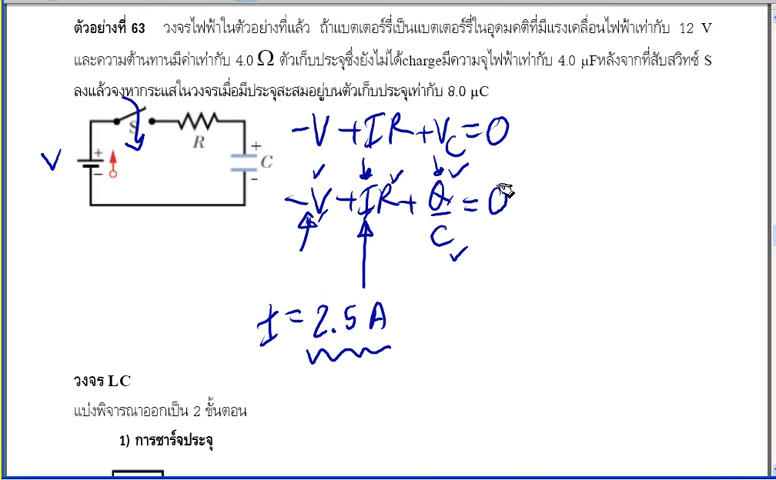 ตัวอย่างที่ 63 วงจรไฟฟ้าในตัวอย่างที่แล้ว ถ้าแบตเตอร์รี่เป็นแบตเตอร์รี่ในอุดมคติที่มีแรงเคลื่อนไฟฟ้าเท่ากับ 12 V
และความต้านทานมีค่าเท่ากับ 4.0 Ω ตัวเก็บประจุซึ่งยังไม่ได้chargeมีความจุไฟฟ้าเท่ากับ 4.0 μFหลังจากที่สับสวิทซ์ S
ลงแล้วจงหากระแสในวงจรเมื่อมีประจุสะสมอยู่บนตัวเก็บประจุเท่ากับ 8.0 μC
S
R
V
+
-
+
C
-
-V + IR + V_C = 0
-V + IR + Q/C = 0
I = 2.5 A
วงจร LC
แบ่งพิจารณาออกเป็น 2 ขั้นตอน
1) การชาร์จประจุ